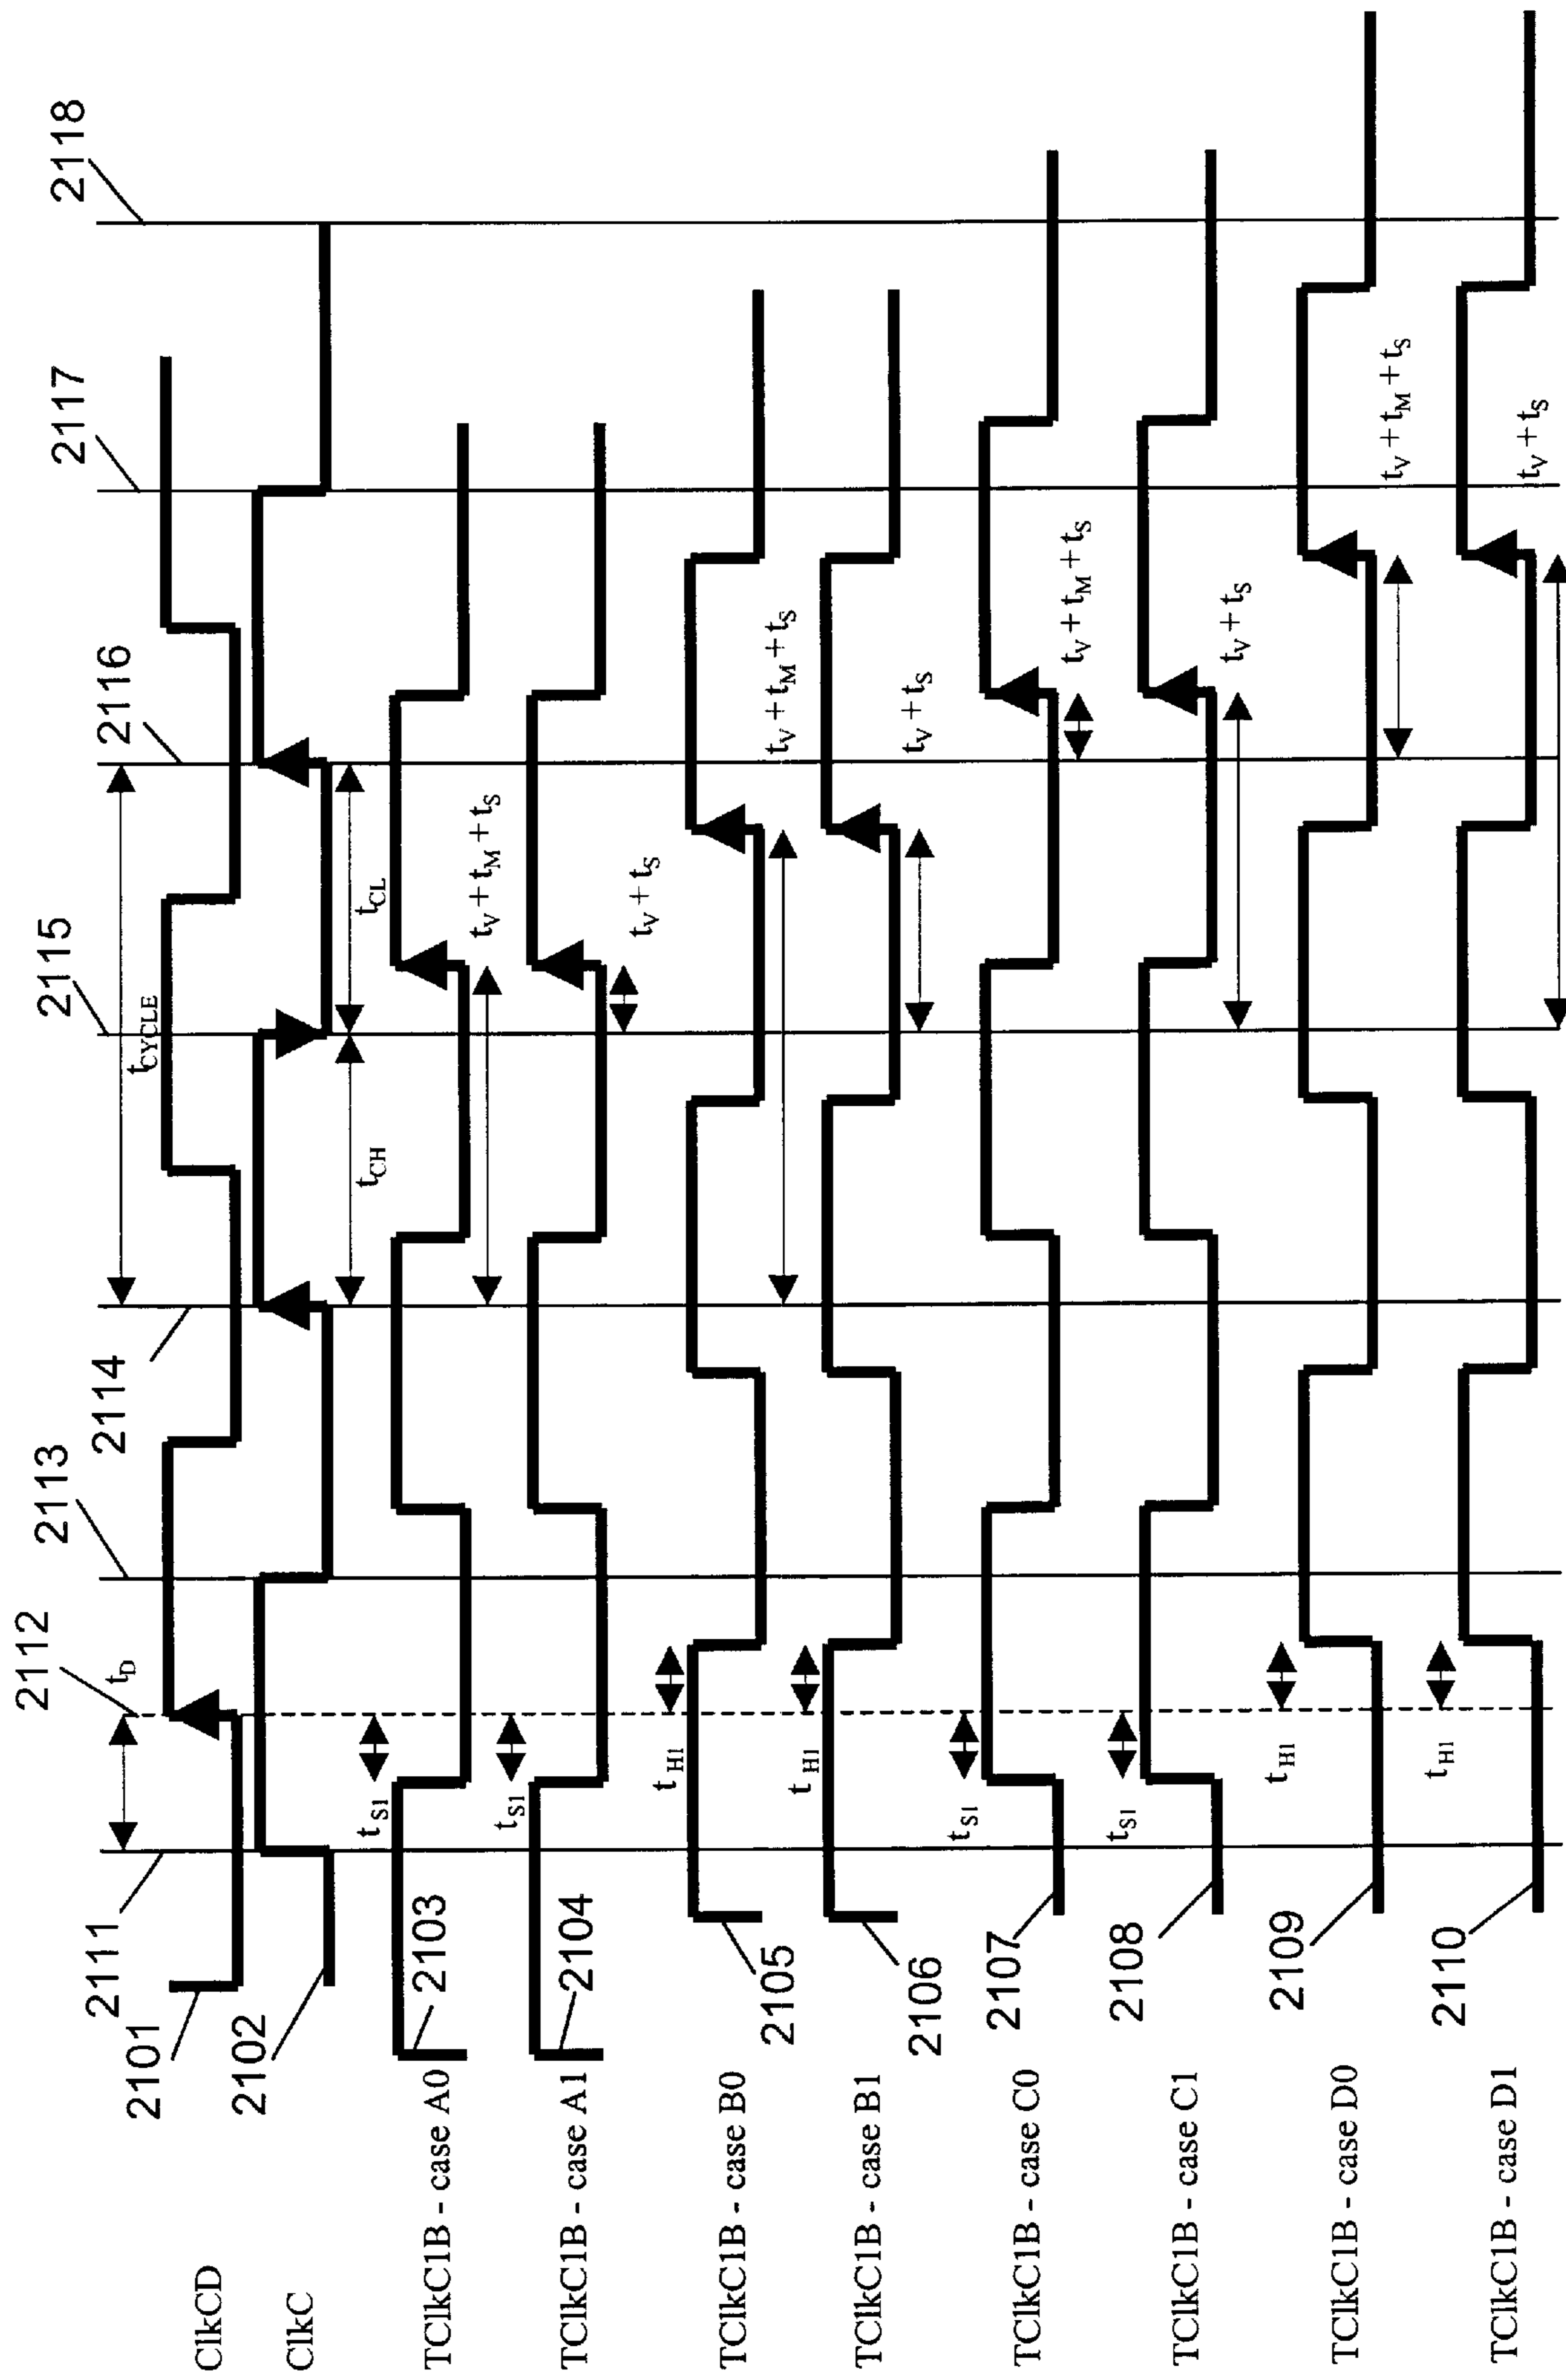 2111
2112
2113
2114
2115
2116
2117
2118
t_D
t_CYCLE
ClkCD
2101
ClkC
2102
t_CH
t_CL
TClkC1B - case A0
2103
t_S1
t_V + t_M + t_S
TClkC1B - case A1
2104
t_S1
t_V + t_S
TClkC1B - case B0
2105
t_H1
t_V + t_M + t_S
TClkC1B - case B1
2106
t_H1
t_V + t_S
TClkC1B - case C0
2107
t_S1
t_V + t_M + t_S
TClkC1B - case C1
2108
t_S1
t_V + t_S
TClkC1B - case D0
2109
t_H1
t_V + t_M + t_S
TClkC1B - case D1
2110
t_H1
t_V + t_S